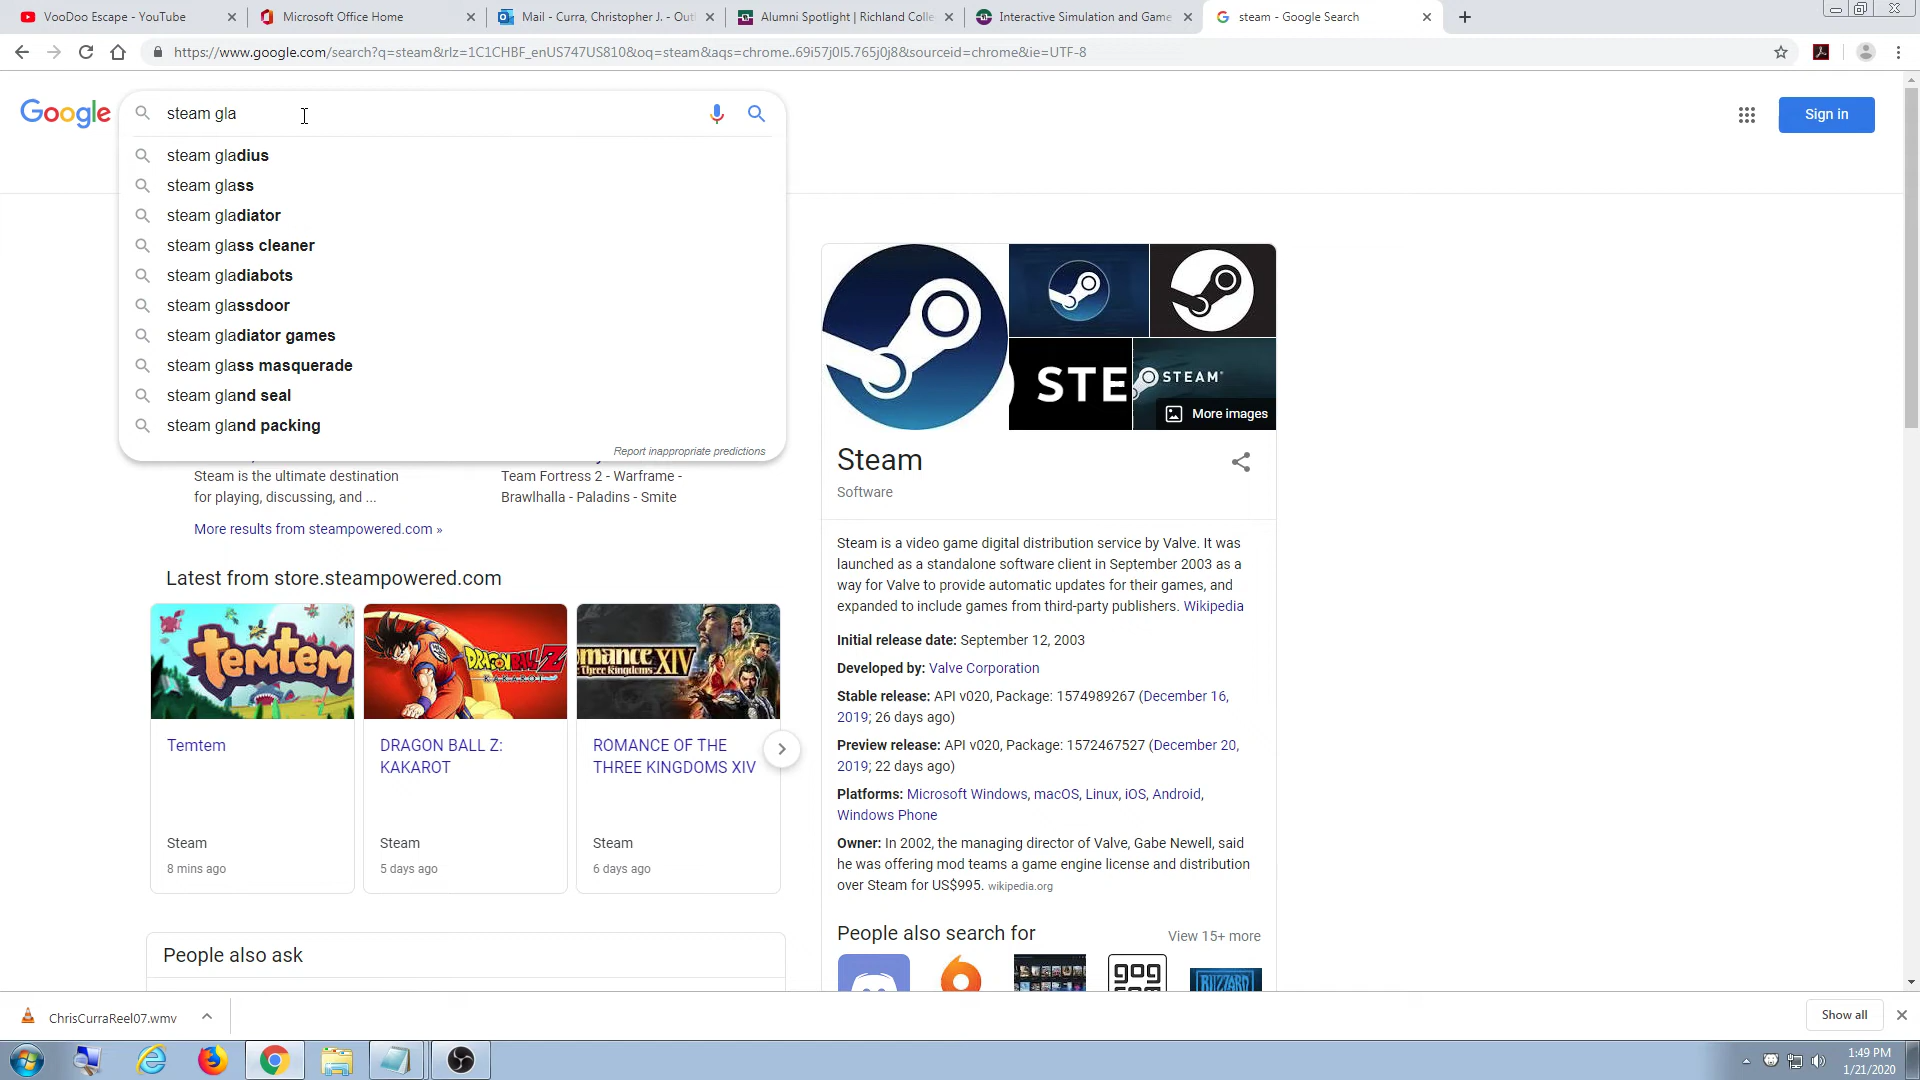 VooDoo Escape - YouTube
Microsoft Office Home
Mail - Curra, Christopher J. - Out
Alumni Spotlight | Richland Colle
Interactive Simulation and Game
steam - Google Search
https://www.google.com/search?q=steam&rlz=1C1CHBF_enUS747US810&oq=steam&aqs=chrome..69i57j0l5.765j0j8&sourceid=chrome&ie=UTF-8
Google
steam gla
Sign in
steam gladius
steam glass
steam gladiator
steam glass cleaner
steam gladiabots
steam glassdoor
steam gladiator games
steam glass masquerade
steam gland seal
steam gland packing
Report inappropriate predictions
Steam is the ultimate destination
for playing, discussing, and ...
Team Fortress 2 - Warframe -
Brawlhalla - Paladins - Smite
More results from steampowered.com »
Latest from store.steampowered.com
temtem
DRAGON BALL Z
KAKAROT
mance XIV
Three Kingdoms
Temtem
Steam
8 mins ago
DRAGON BALL Z:
KAKAROT
Steam
5 days ago
ROMANCE OF THE
THREE KINGDOMS XIV
Steam
6 days ago
People also ask
STE
STEAM
More images
Steam
Software
Steam is a video game digital distribution service by Valve. It was
launched as a standalone software client in September 2003 as a
way for Valve to provide automatic updates for their games, and
expanded to include games from third-party publishers. Wikipedia
Initial release date: September 12, 2003
Developed by: Valve Corporation
Stable release: API v020, Package: 1574989267 (December 16,
2019; 26 days ago)
Preview release: API v020, Package: 1572467527 (December 20,
2019; 22 days ago)
Platforms: Microsoft Windows, macOS, Linux, iOS, Android,
Windows Phone
Owner: In 2002, the managing director of Valve, Gabe Newell, said
he was offering mod teams a game engine license and distribution
over Steam for US$995. wikipedia.org
People also search for
View 15+ more
gog
com
BLIZZARD
ChrisCurraReel07.wmv
Show all
1:49 PM
1/21/2020